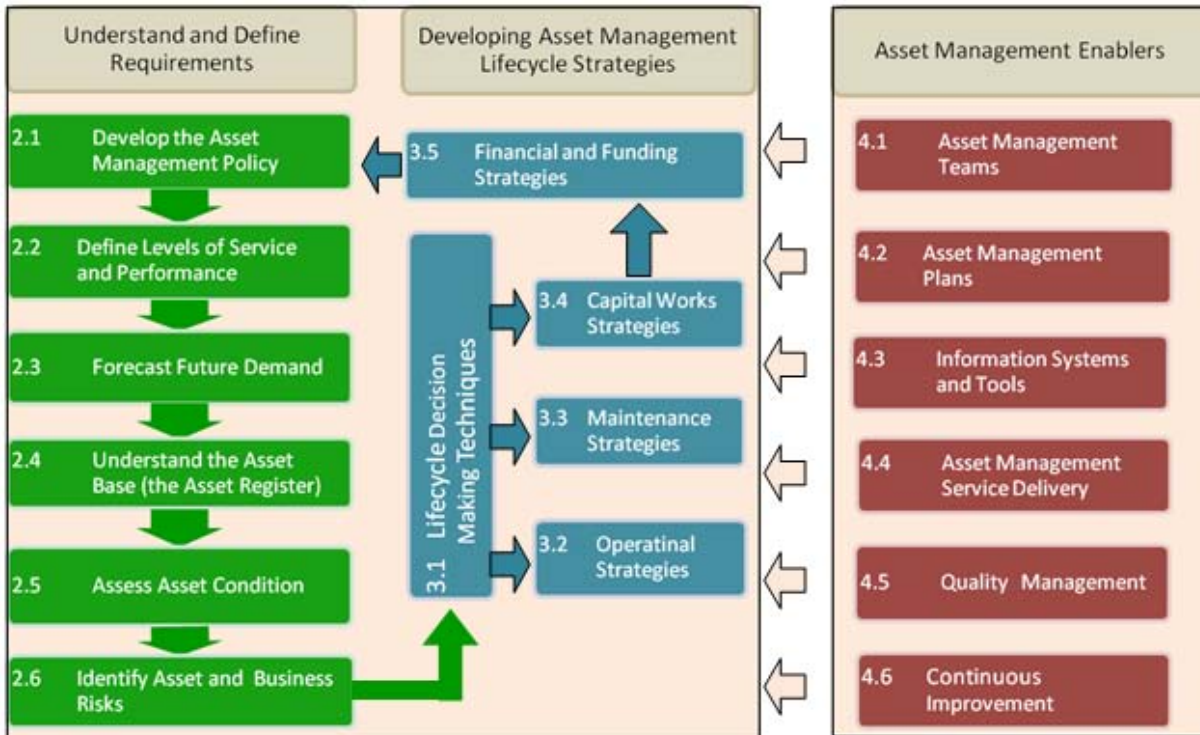 Understand and Define
Requirements
2.1 Develop the Asset
Management Policy
2.2 Define Levels of Service
and Performance
2.3 Forecast Future Demand
2.4 Understand the Asset
Base (the Asset Register)
2.5 Assess Asset Condition
2.6 Identify Asset and Business
Risks
Developing Asset Management
Lifecycle Strategies
3.5 Financial and Funding
Strategies
3.1 Lifecycle Decision
Making Techniques
3.4 Capital Works
Strategies
3.3 Maintenance
Strategies
3.2 Operatinal
Strategies
Asset Management Enablers
4.1 Asset Management
Teams
4.2 Asset Management
Plans
4.3 Information Systems
and Tools
4.4 Asset Management
Service Delivery
4.5 Quality Management
4.6 Continuous
Improvement